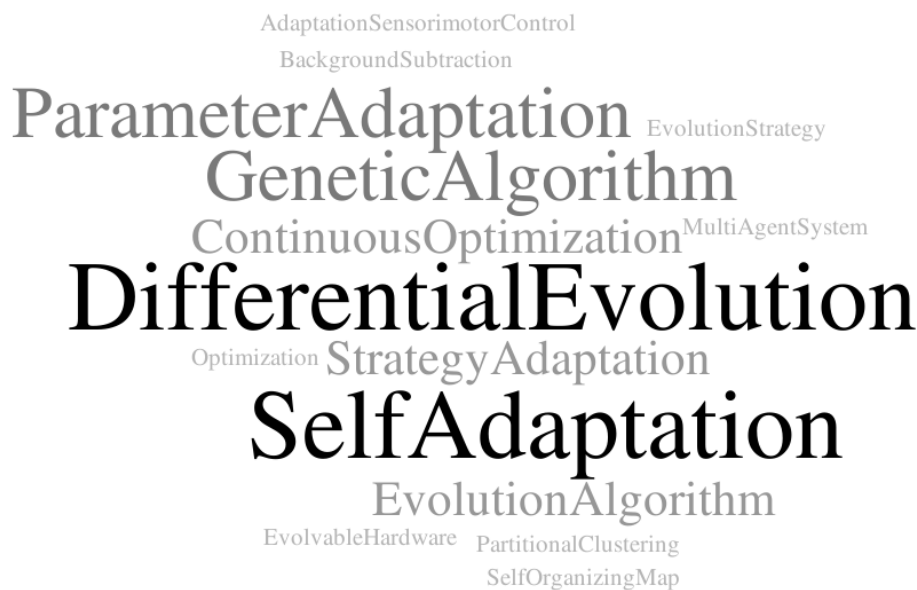 AdaptationSensorimotorControl
BackgroundSubtraction
ParameterAdaptation EvolutionStrategy
GeneticAlgorithm
ContinuousOptimization MultiAgentSystem
DifferentialEvolution
Optimization StrategyAdaptation
SelfAdaptation
EvolutionAlgorithm
EvolvableHardware PartitionalClustering
SelfOrganizingMap